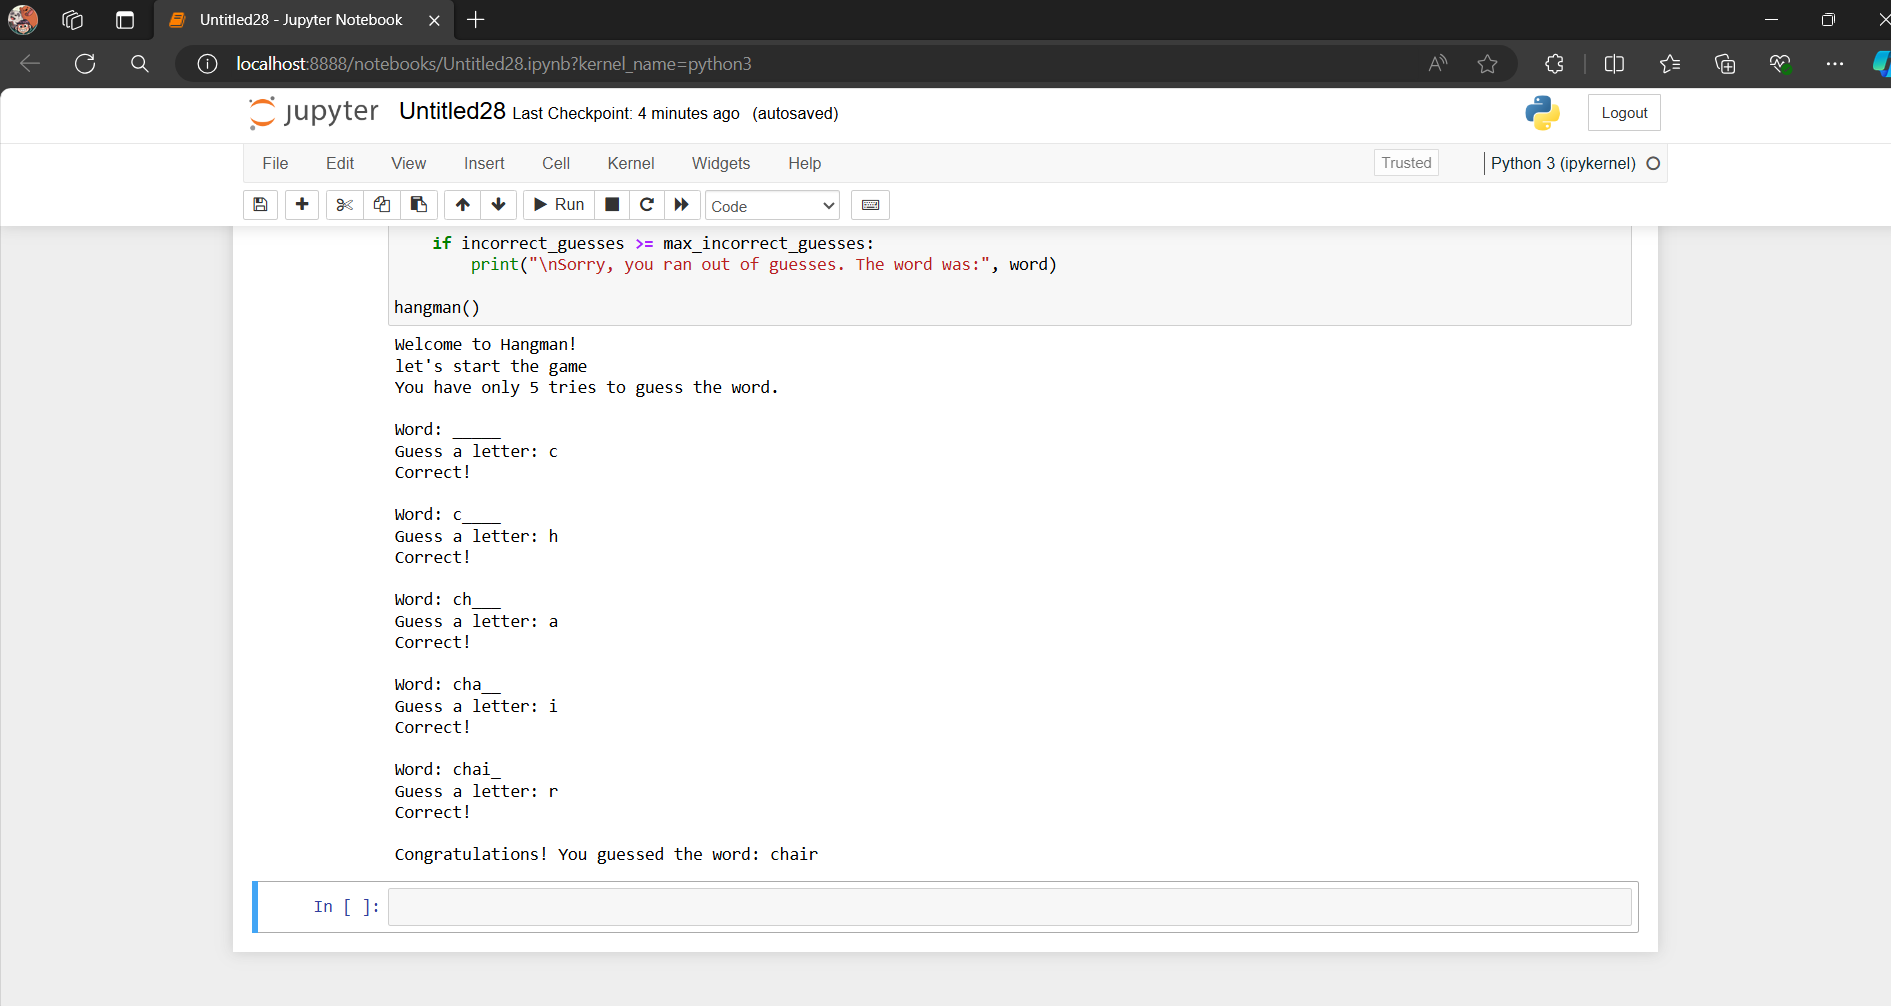 Untitled28 - Jupyter Notebook
localhost:8888/notebooks/Untitled28.ipynb?kernel_name=python3
jupyter Untitled28 Last Checkpoint: 4 minutes ago (autosaved)
Logout
File Edit View Insert Cell Kernel Widgets Help
Trusted
Python 3 (ipykernel)
Run
Code
if incorrect_guesses >= max_incorrect_guesses:
print("\nSorry, you ran out of guesses. The word was:", word)
hangman()
Welcome to Hangman!
let's start the game
You have only 5 tries to guess the word.
Word: _____
Guess a letter: c
Correct!
Word: c____
Guess a letter: h
Correct!
Word: ch___
Guess a letter: a
Correct!
Word: cha__
Guess a letter: i
Correct!
Word: chai_
Guess a letter: r
Correct!
Congratulations! You guessed the word: chair
In [ ]: